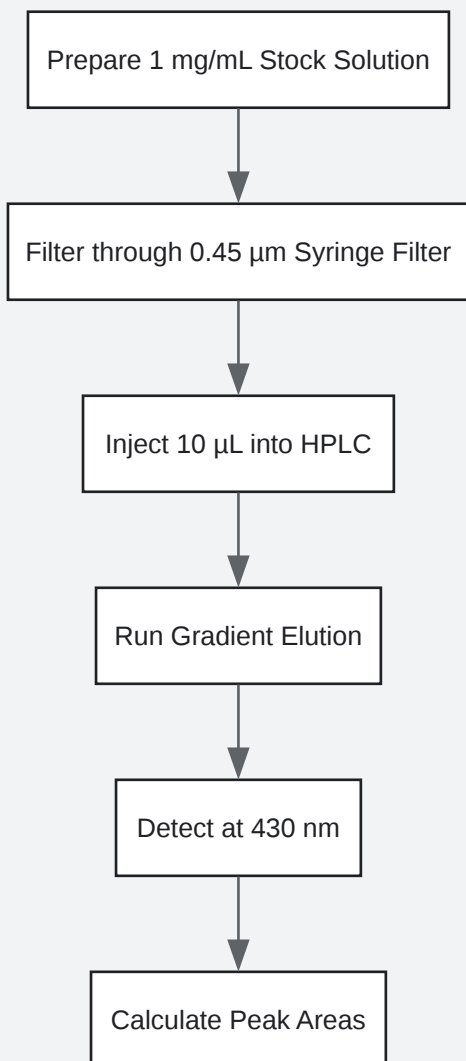 Prepare 1 mg/mL Stock Solution
Filter through 0.45 µm Syringe Filter
Inject 10 µL into HPLC
Run Gradient Elution
Detect at 430 nm
Calculate Peak Areas